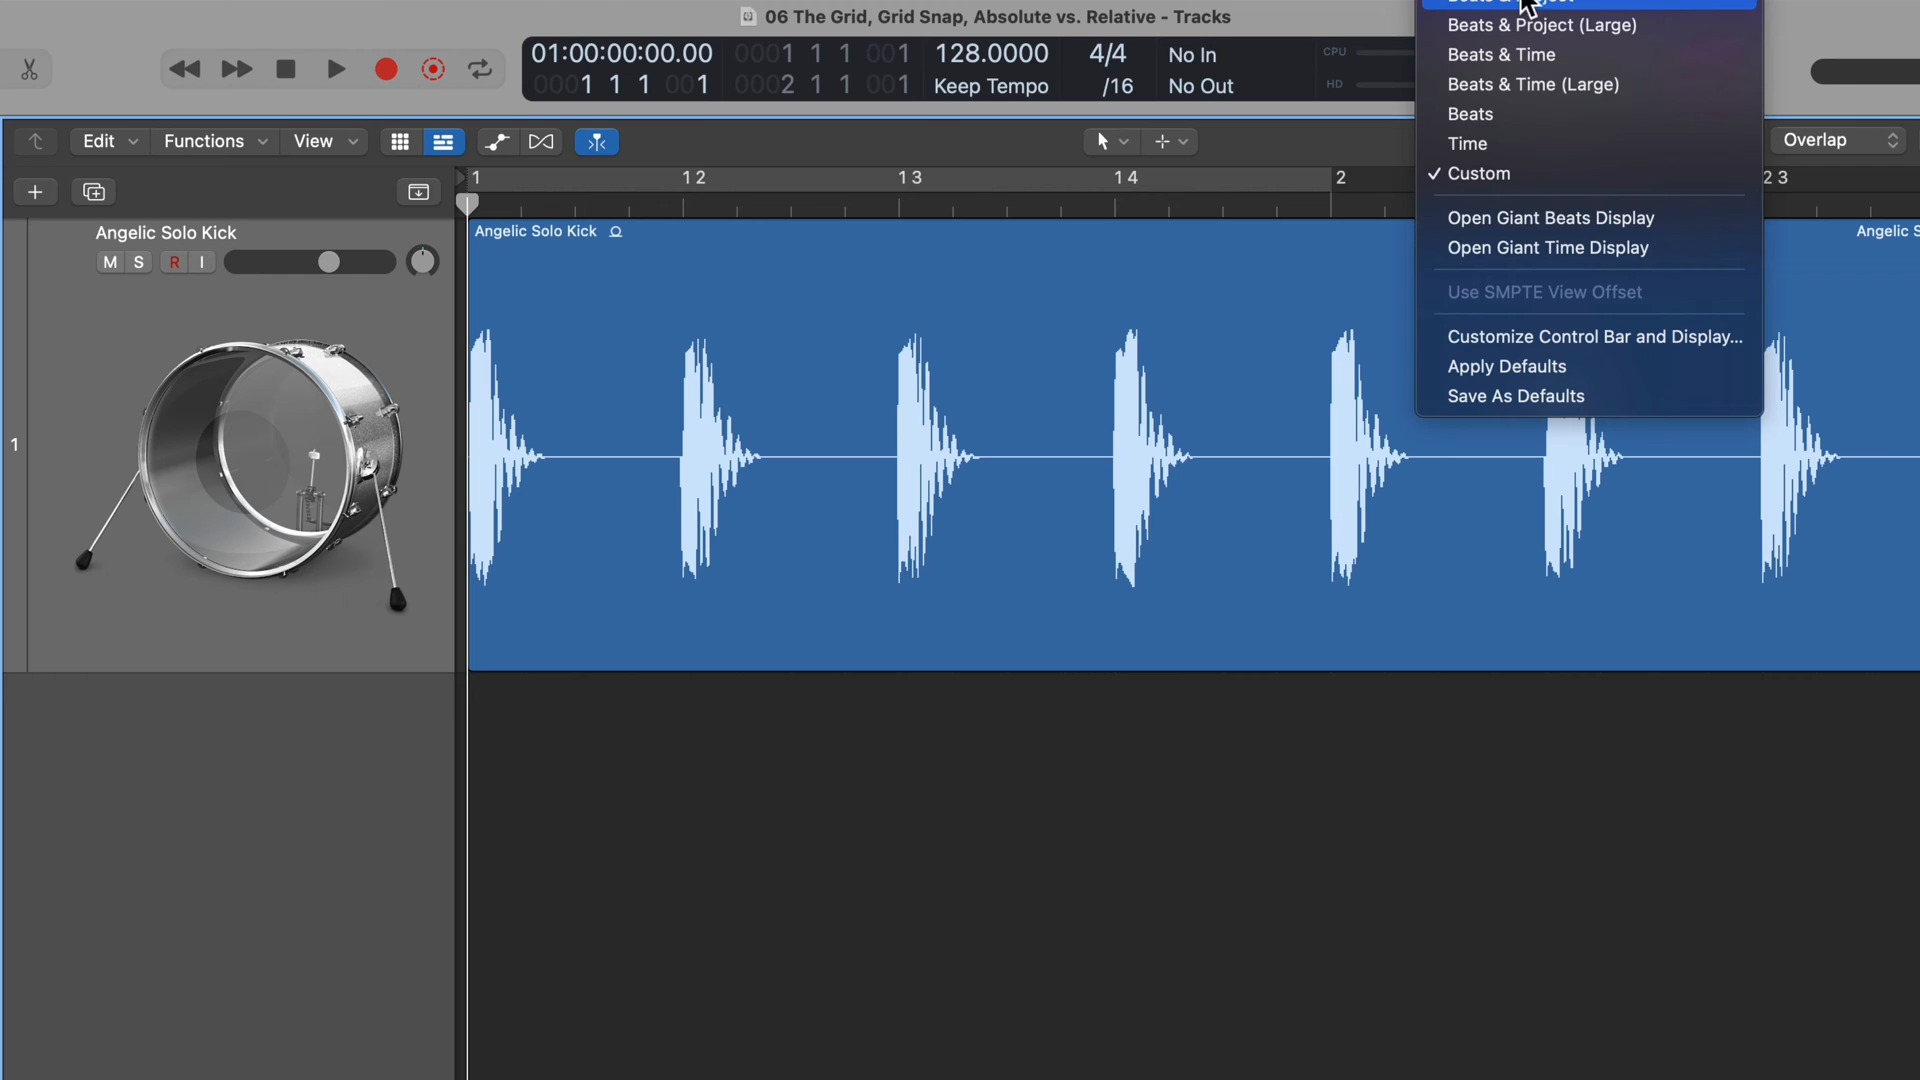 06 The Grid, Grid Snap, Absolute vs. Relative - Tracks
01:00:00:00.00 0001 1 1 001 128.0000 4/4 No In CPU
0001 1 1 001 0002 1 1 001 Keep Tempo /16 No Out HD
Beats & Project
Beats & Project (Large)
Beats & Time
Beats & Time (Large)
Beats
Time
✓ Custom
Open Giant Beats Display
Open Giant Time Display
Use SMPTE View Offset
Customize Control Bar and Display...
Apply Defaults
Save As Defaults
Edit Functions View Overlap
1 1 2 1 3 1 4 2 2 3
Angelic Solo Kick
M S R I
Angelic Solo Kick Angelic S
1